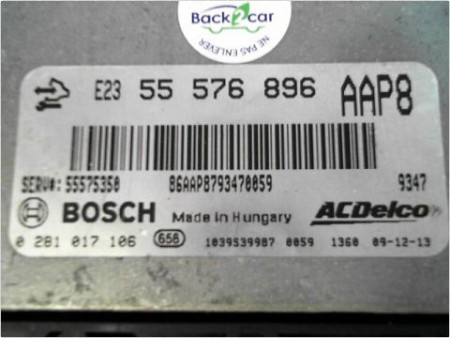 Back2car
NE PAS ENLEVER
E23 55 576 896 AAP8
SERV#: 55575350 86AAP8793470059 9347
BOSCH Made in Hungary ACDelco
0 281 017 106 656 1039S39987 0059 1360 09-12-13